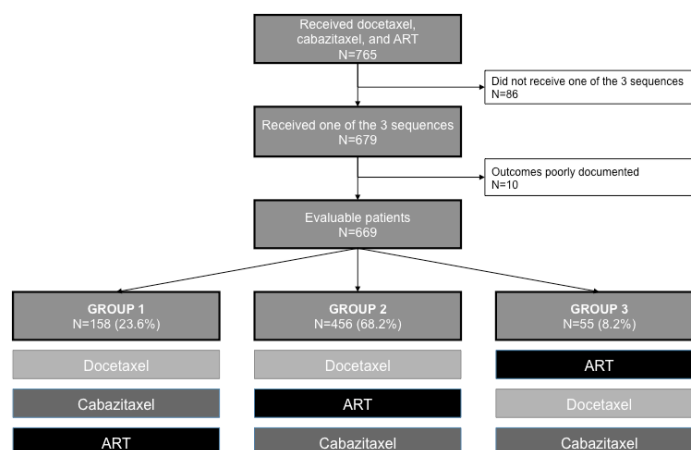 Received docetaxel,
cabazitaxel, and ART
N=765
Did not receive one of the 3 sequences
N=86
Received one of the 3 sequences
N=679
Outcomes poorly documented
N=10
Evaluable patients
N=669
GROUP 1
N=158 (23.6%)
Docetaxel
Cabazitaxel
ART
GROUP 2
N=456 (68.2%)
Docetaxel
ART
Cabazitaxel
GROUP 3
N=55 (8.2%)
ART
Docetaxel
Cabazitaxel